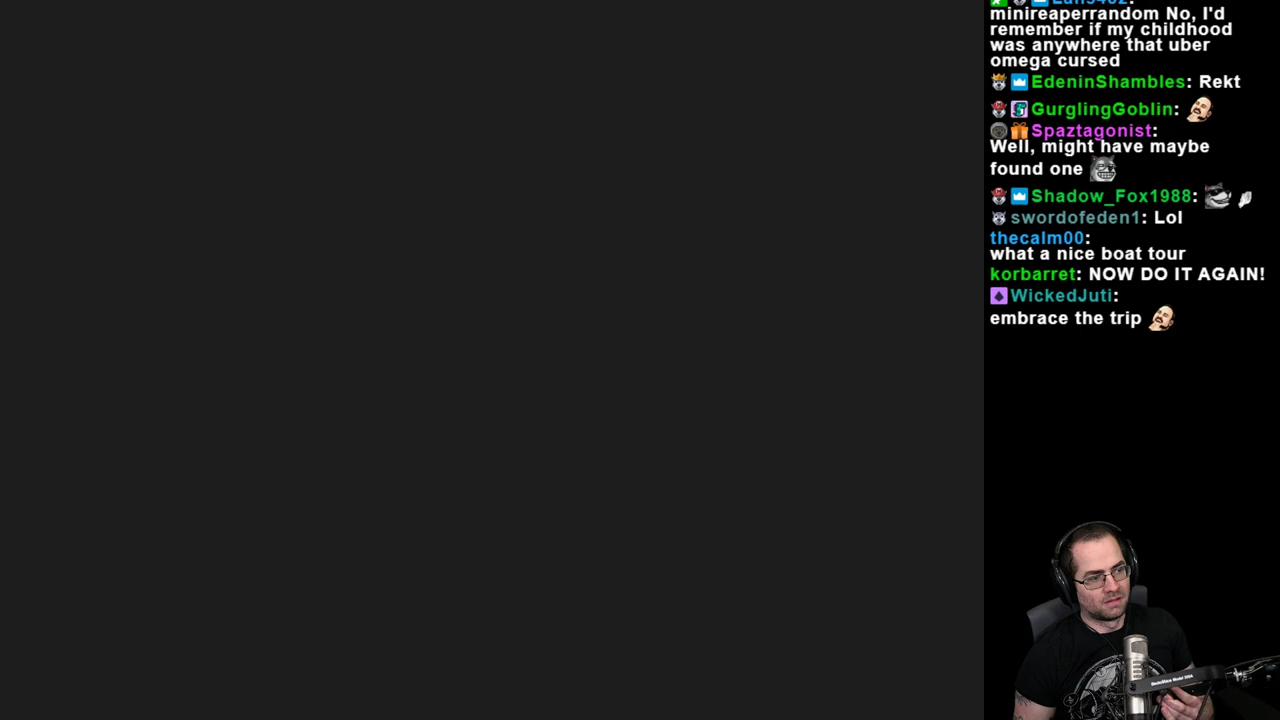 minireaperrandom No, I'd
remember if my childhood
was anywhere that uber
omega cursed
EdeninShambles: Rekt
GurglingGoblin:
Spaztagonist:
Well, might have maybe
found one
Shadow_Fox1988:
swordofeden1: Lol
thecalm00:
what a nice boat tour
korbarret: NOW DO IT AGAIN!
WickedJuti:
embrace the trip